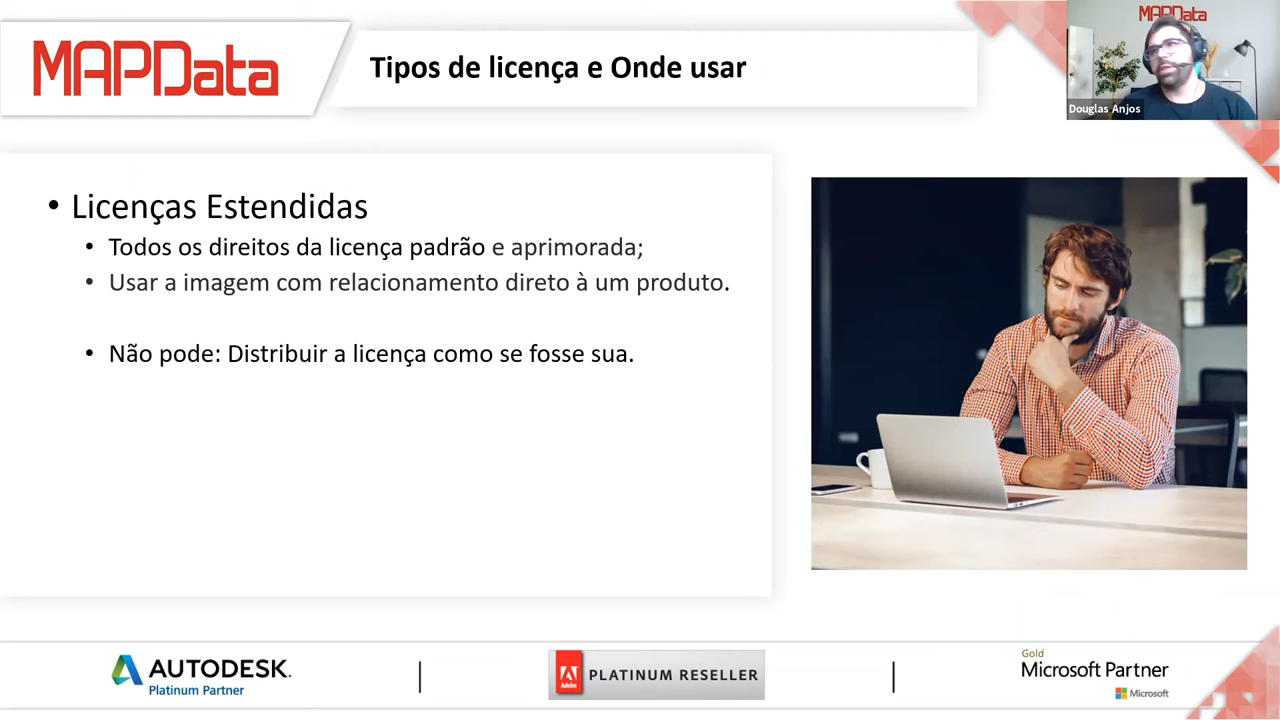 MAPData
Tipos de licença e Onde usar
MAPData
Douglas Anjos
• Licenças Estendidas
• Todos os direitos da licença padrão e aprimorada;
• Usar a imagem com relacionamento direto à um produto.
• Não pode: Distribuir a licença como se fosse sua.
AUTODESK.
Platinum Partner
Adobe
PLATINUM RESELLER
Gold
Microsoft Partner
Microsoft